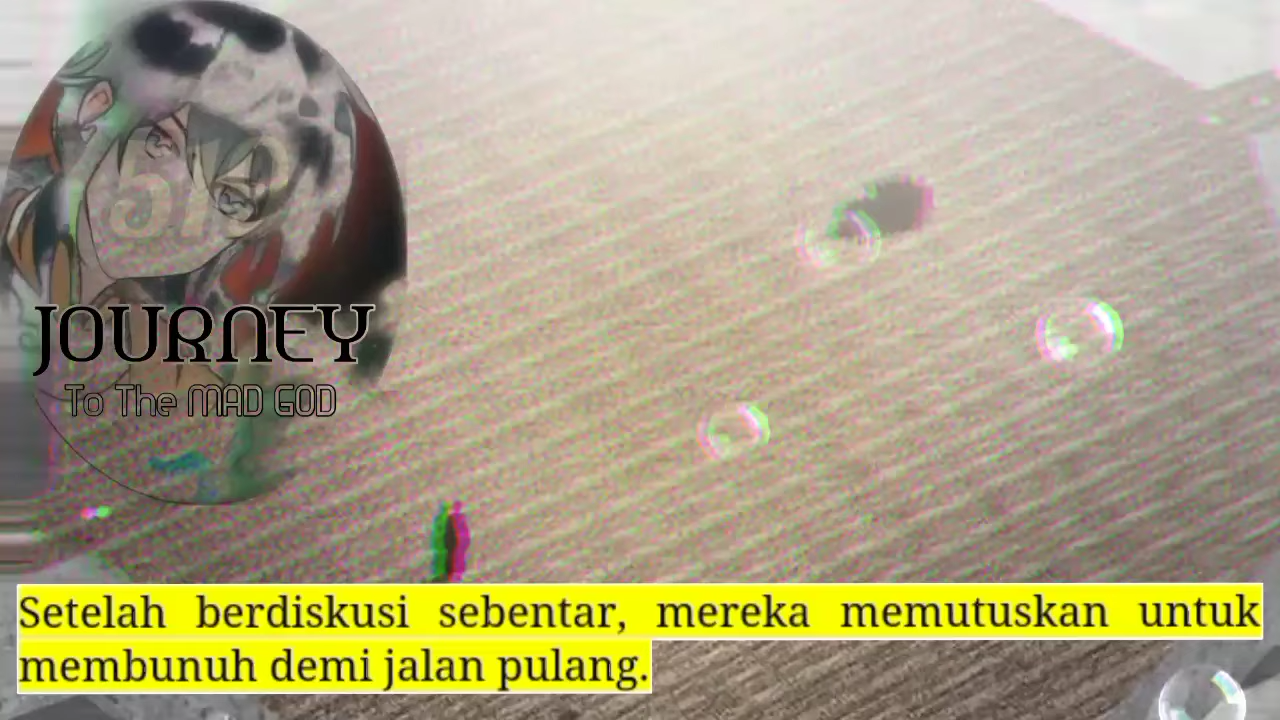 JOURNEY
To The MAD GOD
Setelah berdiskusi sebentar, mereka memutuskan untuk
membunuh demi jalan pulang.